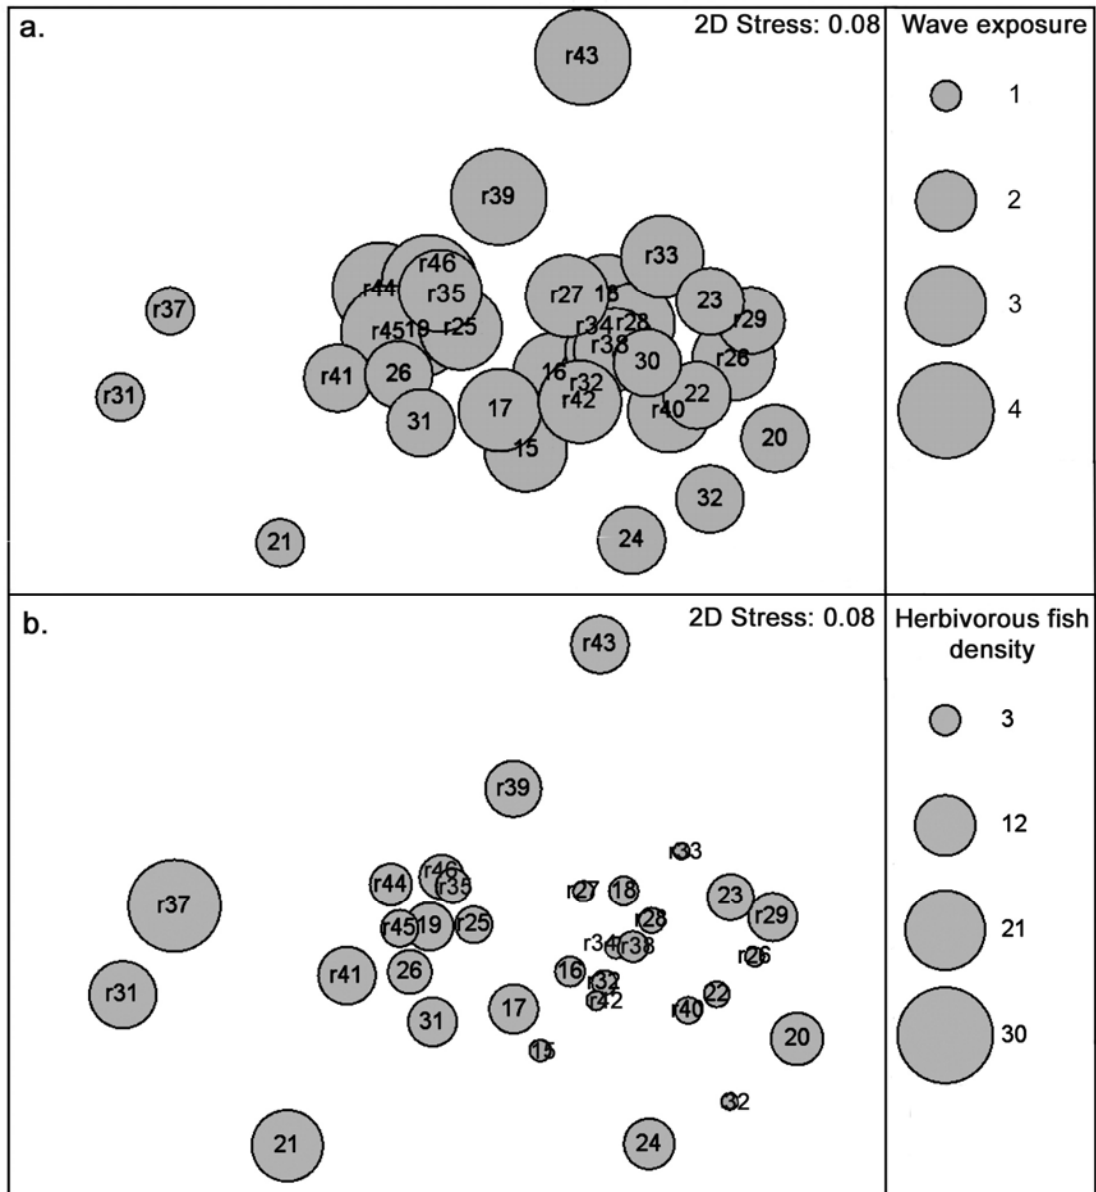 a.
2D Stress: 0.08
Wave exposure
r43
1
r39
2
r46
r33
r44
r35
r27
18
23
r37
r45
19
r25
r34
r28
r29
3
r38
30
r26
r41
26
16
r32
r31
31
17
r42
r40
22
4
15
20
32
21
24
b.
2D Stress: 0.08
Herbivorous fish
density
r43
3
r39
12
r33
r44
r46
r35
r27
18
23
r37
r45
19
r25
r28
r29
21
r34
r38
r26
r41
26
16
r32
r31
22
31
17
r42
r40
20
30
15
32
21
24